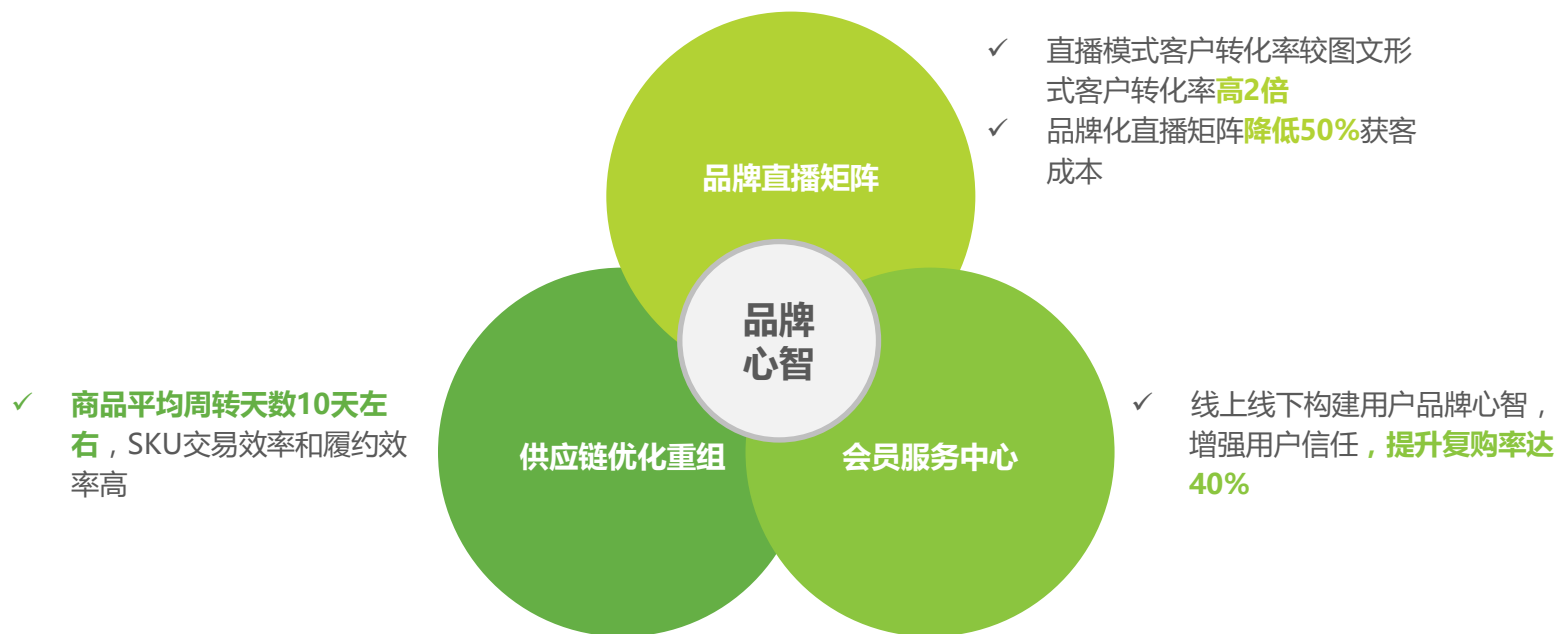 ✓ 直播模式客户转化率较图文形
式客户转化率高2倍
✓ 品牌化直播矩阵降低50%获客
成本
品牌直播矩阵
品牌
心智
✓ 商品平均周转天数10天左
右，SKU交易效率和履约效
率高
供应链优化重组
会员服务中心
✓ 线上线下构建用户品牌心智，
增强用户信任，提升复购率达
40%